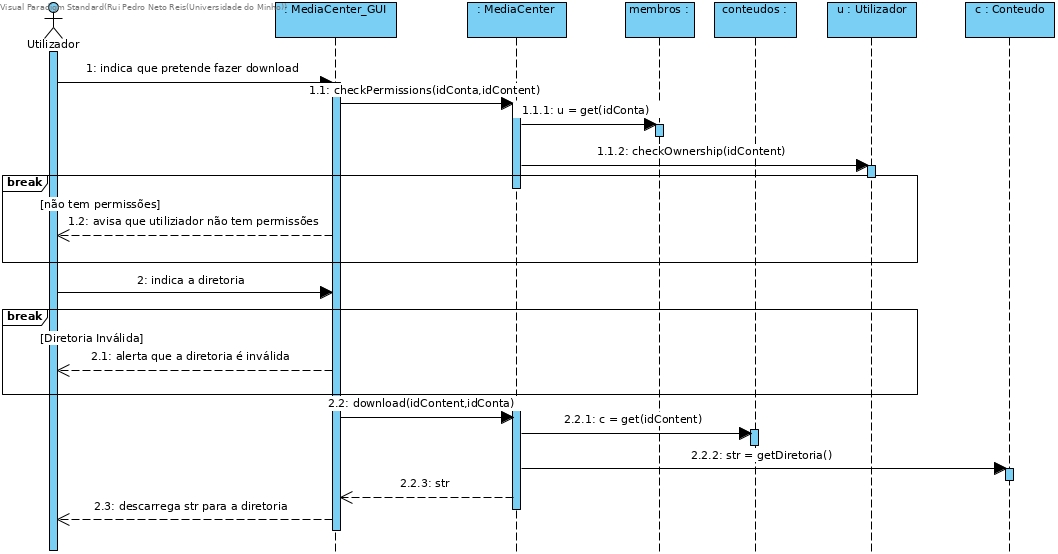 Visual Paradigm Standard(Rui Pedro Neto Reis(Universidade do Minho))
: MediaCenter_GUI
: MediaCenter
membros :
conteudos :
u : Utilizador
c : Conteudo
Utilizador
1: indica que pretende fazer download
1.1: checkPermissions(idConta,idContent)
1.1.1: u = get(idConta)
1.1.2: checkOwnership(idContent)
break
[não tem permissões]
1.2: avisa que utiliziador não tem permissões
2: indica a diretoria
break
[Diretoria Inválida]
2.1: alerta que a diretoria é inválida
2.2: download(idContent,idConta)
2.2.1: c = get(idContent)
2.2.2: str = getDiretoria()
2.2.3: str
2.3: descarrega str para a diretoria